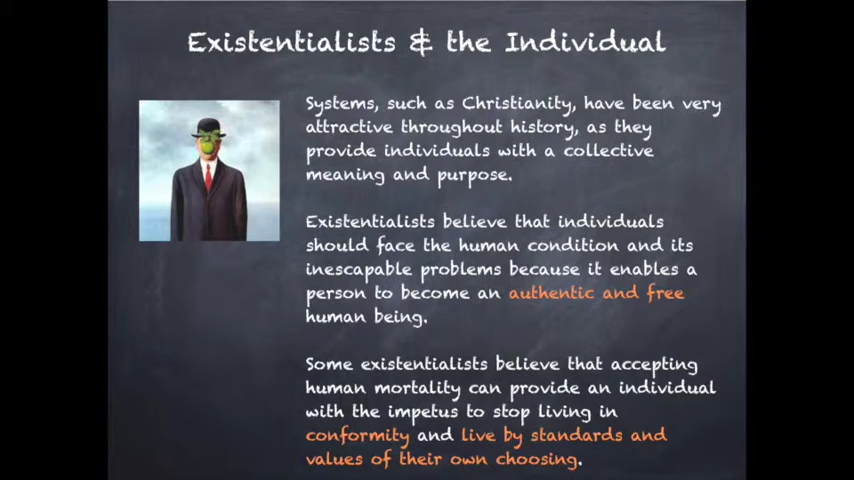 Existentialists & the Individual
Systems, such as Christianity, have been very
attractive throughout history, as they
provide individuals with a collective
meaning and purpose.
Existentialists believe that individuals
should face the human condition and its
inescapable problems because it enables a
person to become an authentic and free
human being.
Some existentialists believe that accepting
human mortality can provide an individual
with the impetus to stop living in
conformity and live by standards and
values of their own choosing.